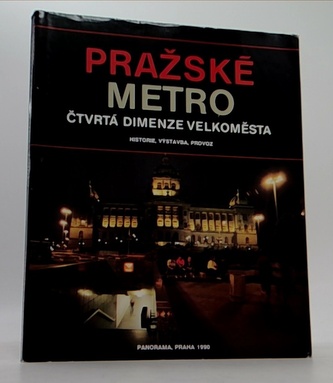 PRAŽSKÉ
METRO
ČTVRTÁ DIMENZE VELKOMĚSTA
HISTORIE, VÝSTAVBA, PROVOZ
PANORAMA, PRAHA 1990